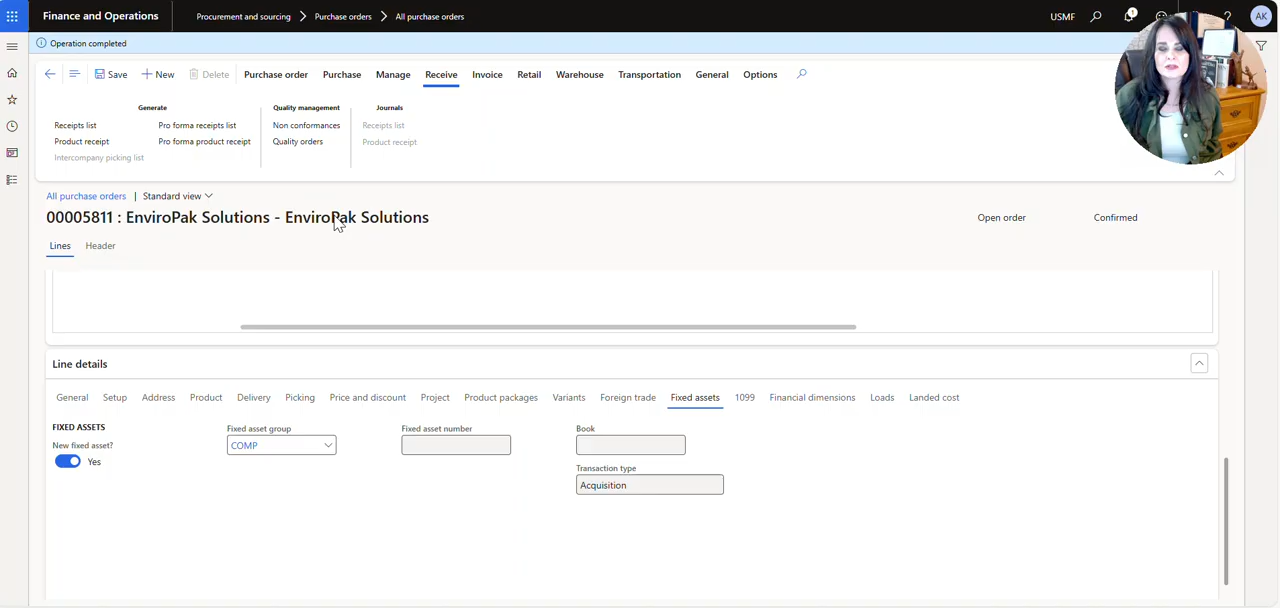 Finance and Operations
Procurement and sourcing
Purchase orders
All purchase orders
USMF
1
?
AK
Operation completed
Save
New
Delete
Purchase order
Purchase
Manage
Receive
Invoice
Retail
Warehouse
Transportation
General
Options
Generate
Receipts list
Pro forma receipts list
Product receipt
Pro forma product receipt
Intercompany picking list
Quality management
Non conformances
Quality orders
Journals
Receipts list
Product receipt
All purchase orders | Standard view
00005811 : EnviroPak Solutions - EnviroPak Solutions
Open order
Confirmed
Lines
Header
Line details
General
Setup
Address
Product
Delivery
Picking
Price and discount
Project
Product packages
Variants
Foreign trade
Fixed assets
1099
Financial dimensions
Loads
Landed cost
FIXED ASSETS
New fixed asset?
Yes
Fixed asset group
COMP
Fixed asset number
Book
Transaction type
Acquisition